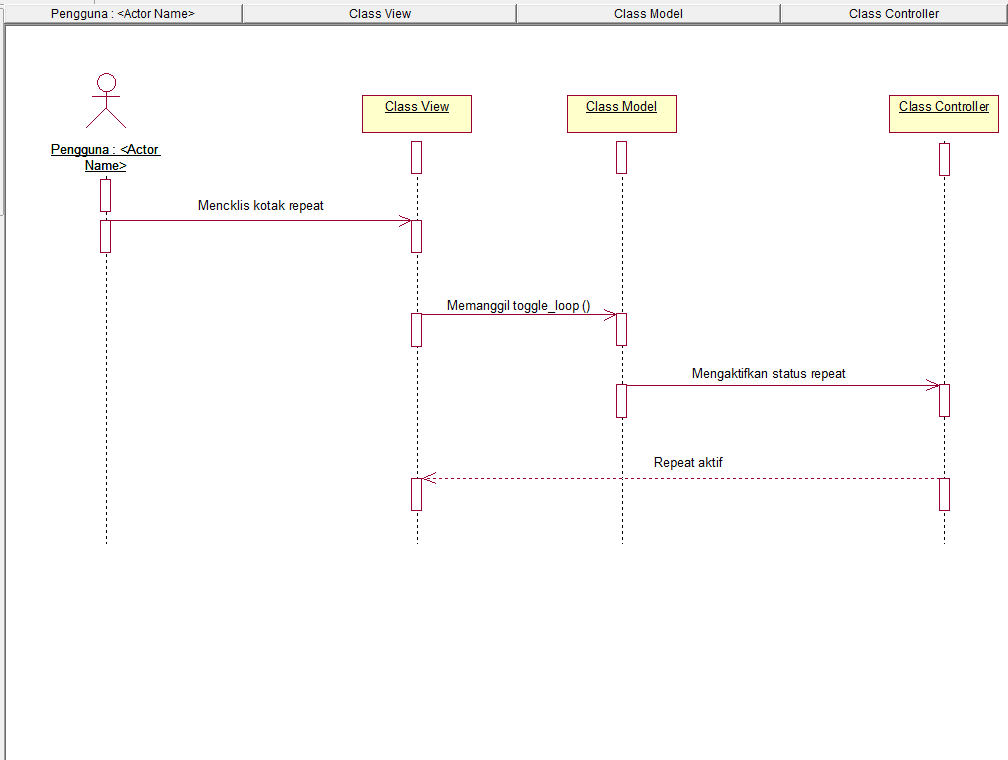 Pengguna : <Actor Name>
Class View
Class Model
Class Controller
Class View
Class Model
Class Controller
Pengguna : <Actor
Name>
Mencklis kotak repeat
Memanggil toggle_loop ()
Mengaktifkan status repeat
Repeat aktif